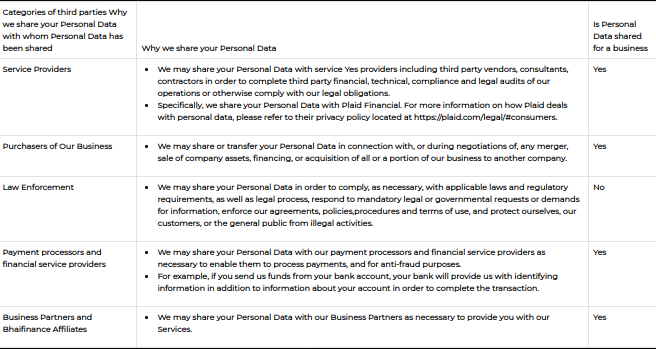 Categories of third parties Why
we share your Personal Data
with whom Personal Data has
been shared
Why we share your Personal Data
Is Personal
Data shared
for a business
Service Providers
• We may share your Personal Data with service Yes providers including third party vendors, consultants,
contractors in order to complete third party financial, technical, compliance and legal audits of our
operations or otherwise comply with our legal obligations.
• Specifically, we share your Personal Data with Plaid Financial. For more information on how Plaid deals
with personal data, please refer to their privacy policy located at https://plaid.com/legal/#consumers.
Yes
Purchasers of Our Business
• We may share or transfer your Personal Data in connection with, or during negotiations of, any merger,
sale of company assets, financing, or acquisition of all or a portion of our business to another company.
Yes
Law Enforcement
• We may share your Personal Data in order to comply, as necessary, with applicable laws and regulatory
requirements, as well as legal process, respond to mandatory legal or governmental requests or demands
for information, enforce our agreements, policies,procedures and terms of use, and protect ourselves, our
customers, or the general public from illegal activities.
No
Payment processors and
financial service providers
• We may share your Personal Data with our payment processors and financial service providers as
necessary to enable them to process payments, and for anti-fraud purposes.
• For example, if you send us funds from your bank account, your bank will provide us with identifying
information in addition to information about your account in order to complete the transaction.
Yes
Business Partners and
Bhaifinance Affiliates
• We may share your Personal Data with our Business Partners as necessary to provide you with our
Services.
Yes